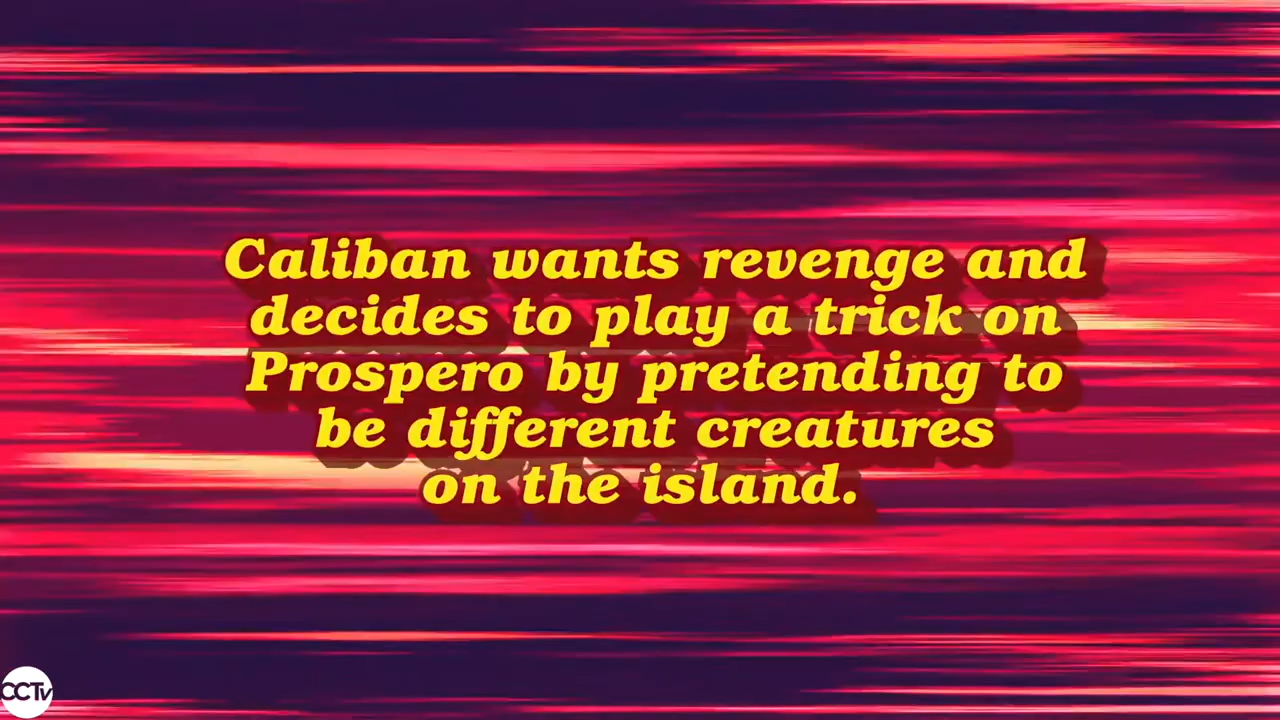 Caliban wants revenge and
decides to play a trick on
Prospero by pretending to
be different creatures
on the island.
CCTv